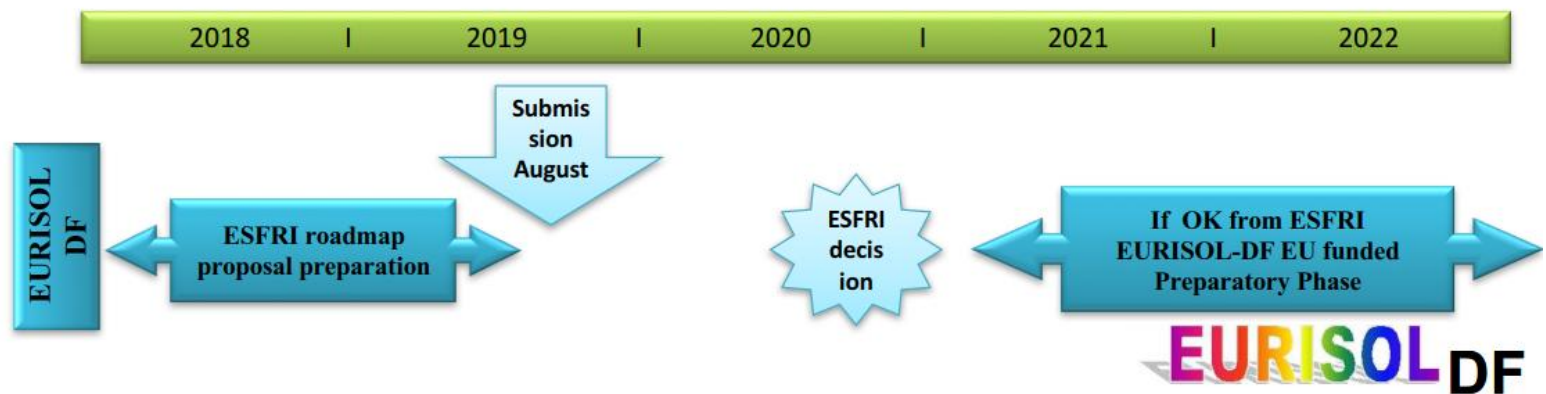 2018 | 2019 | 2020 | 2021 | 2022
Submis
sion
August
EURISOL
DF
ESFRI roadmap
proposal preparation
ESFRI
decis
ion
If OK from ESFRI
EURISOL-DF EU funded
Preparatory Phase
EURISOL DF